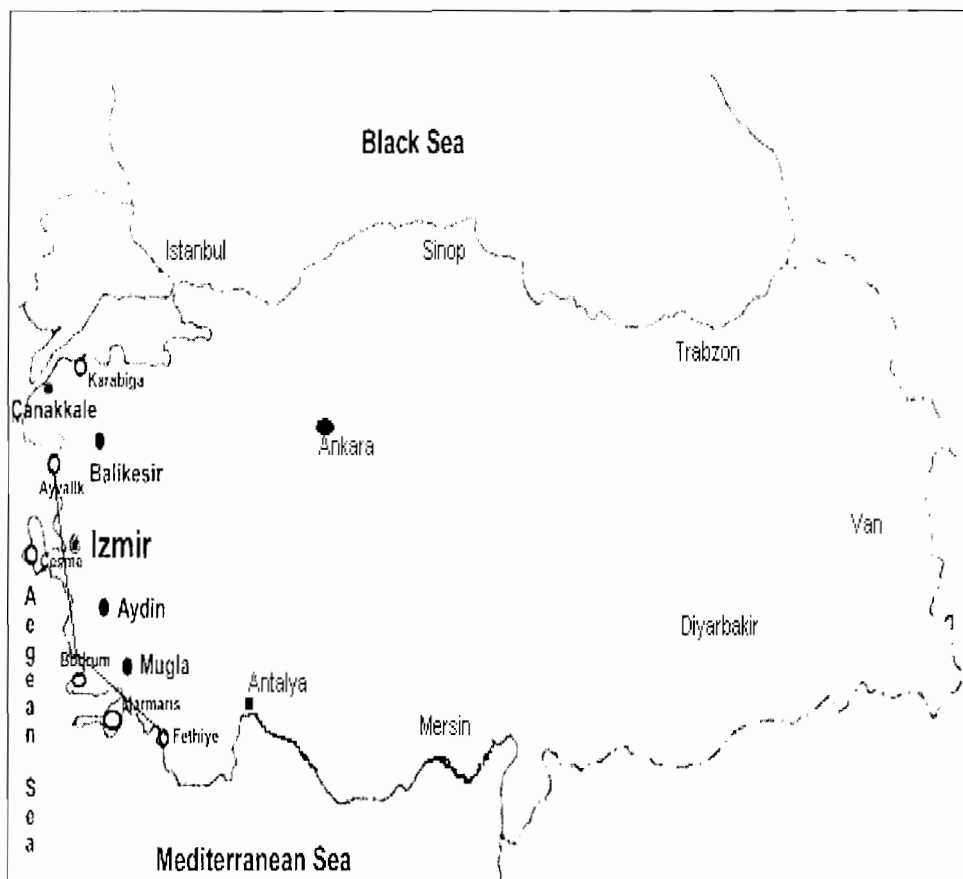 Black Sea
Istanbul
Sinop
Trabzon
Karabiga
Çanakkale
Ankara
Balikesir
Ayvalik
Van
Izmir
Cesme
Aydin
Diyarbakir
Bodrum
Mugla
Antalya
Marmaris
Mersin
Fethiye
Aegean Sea
Mediterranean Sea